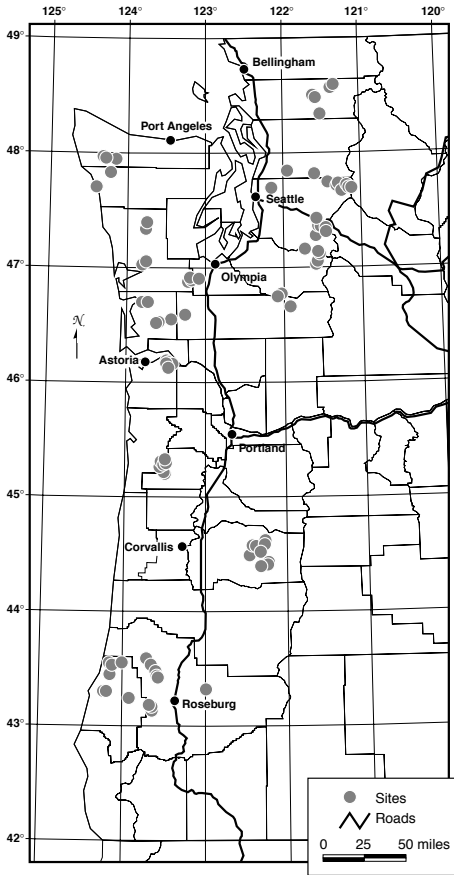 125° 124° 123° 122° 121° 120°
49°
Bellingham
Port Angeles
48°
Seattle
47°
Olympia
N
Astoria
46°
Portland
45°
Corvallis
44°
Roseburg
43°
Sites
Roads
0 25 50 miles
42°